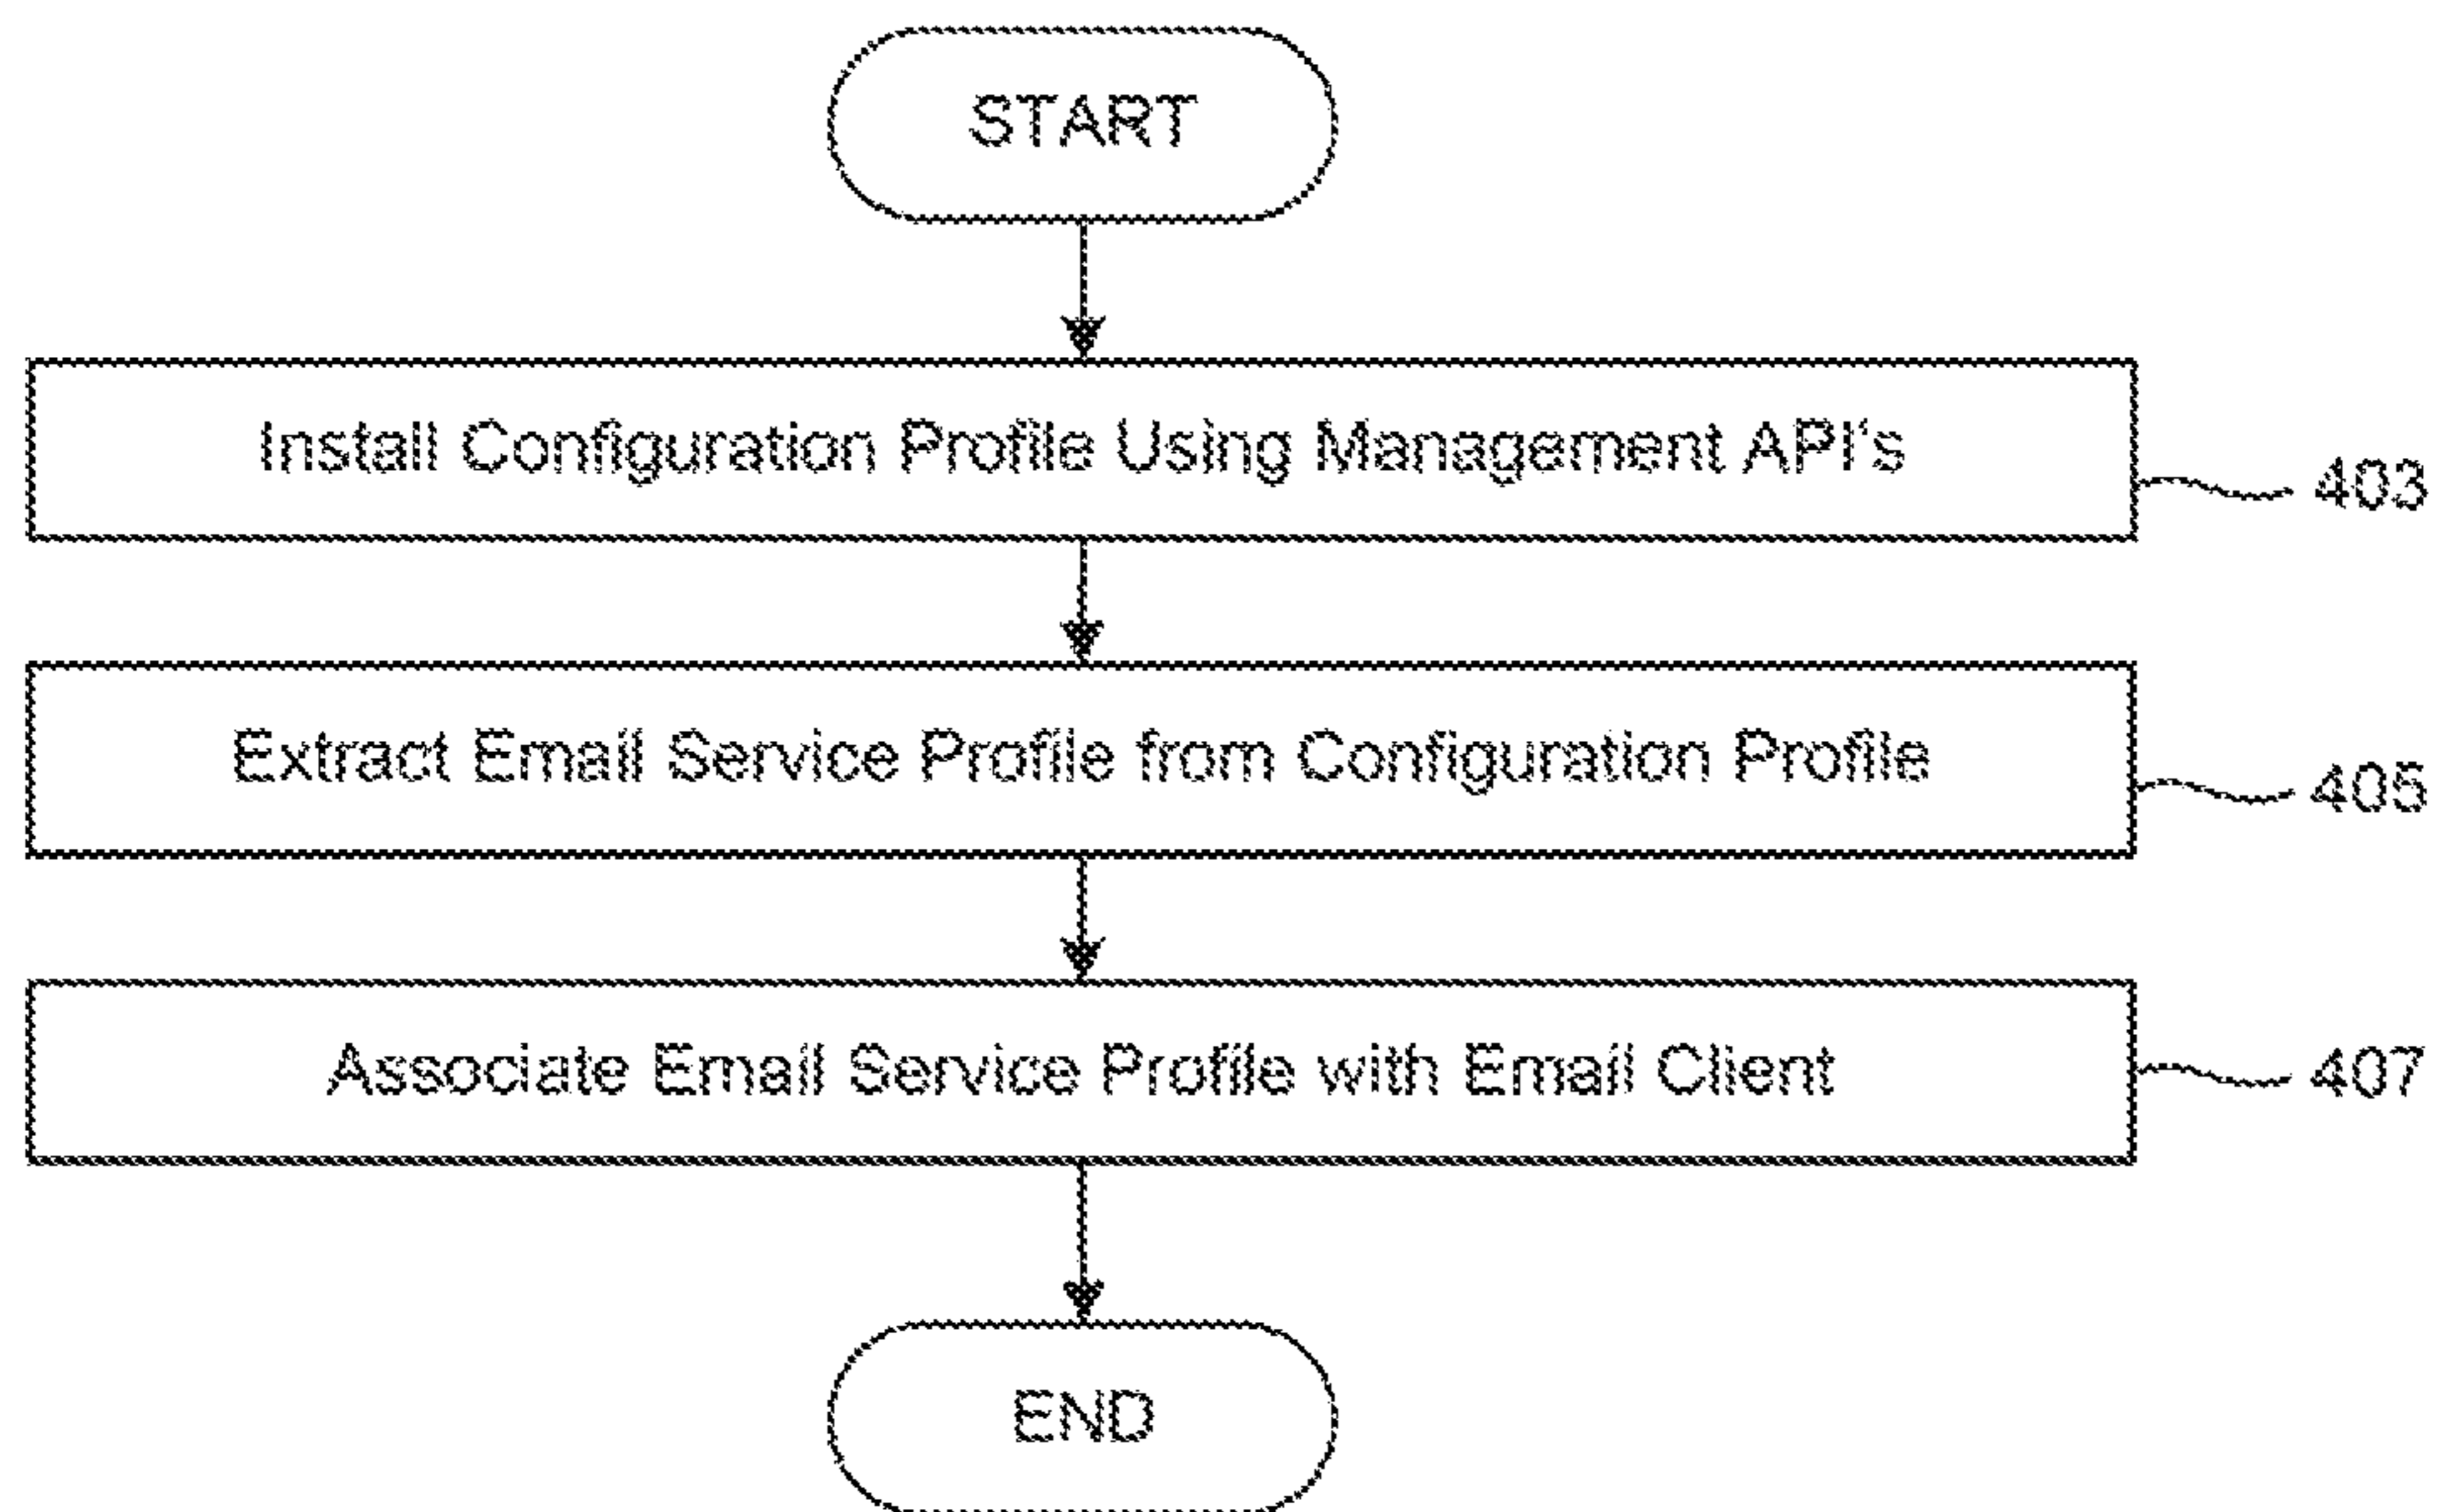 START
Install Configuration Profile Using Management API's
403
Extract Email Service Profile from Configuration Profile
405
Associate Email Service Profile with Email Client
407
END